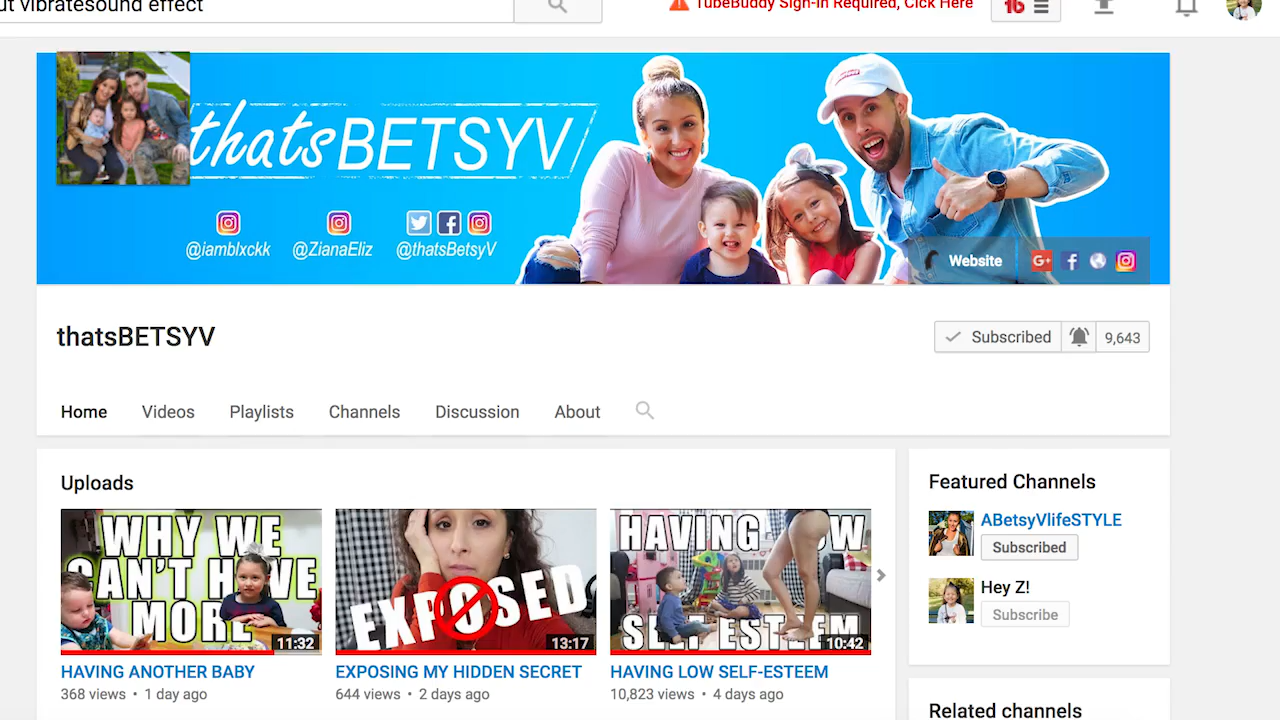 ut vibratesound effect
TubeBuddy Sign-In Required, Click Here
thatsBETSYV
@iamblxckk @ZianaEliz @thatsBetsyV
Website G+
thatsBETSYV
Subscribed 9,643
Home Videos Playlists Channels Discussion About
Uploads
WHY WE
CAN'T HAVE
MORE
11:32
HAVING ANOTHER BABY
368 views • 1 day ago
EXPOSED
13:17
EXPOSING MY HIDDEN SECRET
644 views • 2 days ago
HAVING LOW
SELF-ESTEEM
10:42
HAVING LOW SELF-ESTEEM
10,823 views • 4 days ago
Featured Channels
ABetsyVlifeSTYLE
Subscribed
Hey Z!
Subscribe
Related channels